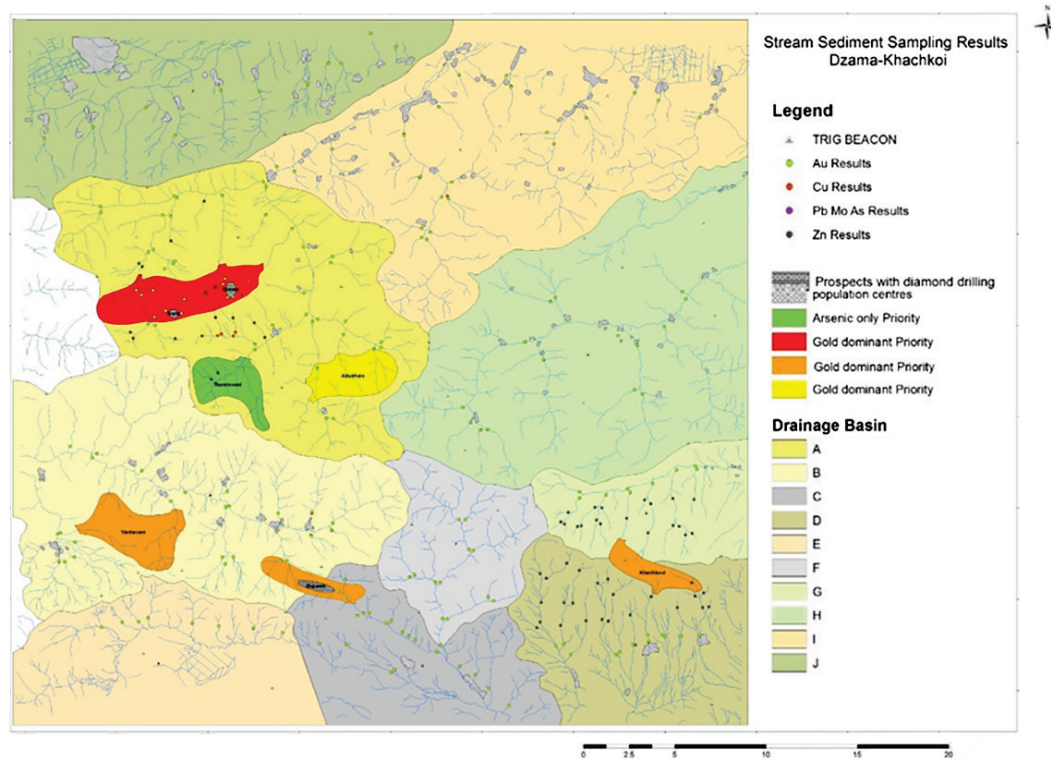 N
Stream Sediment Sampling Results
Dzama-Khachkoi
Legend
TRIG BEACON
Au Results
Cu Results
Pb Mo As Results
Zn Results
Prospects with diamond drilling
population centres
Arsenic only Priority
Gold dominant Priority
Gold dominant Priority
Gold dominant Priority
Drainage Basin
A
B
C
D
E
F
G
H
I
J
0 2.5 5 10 15 20